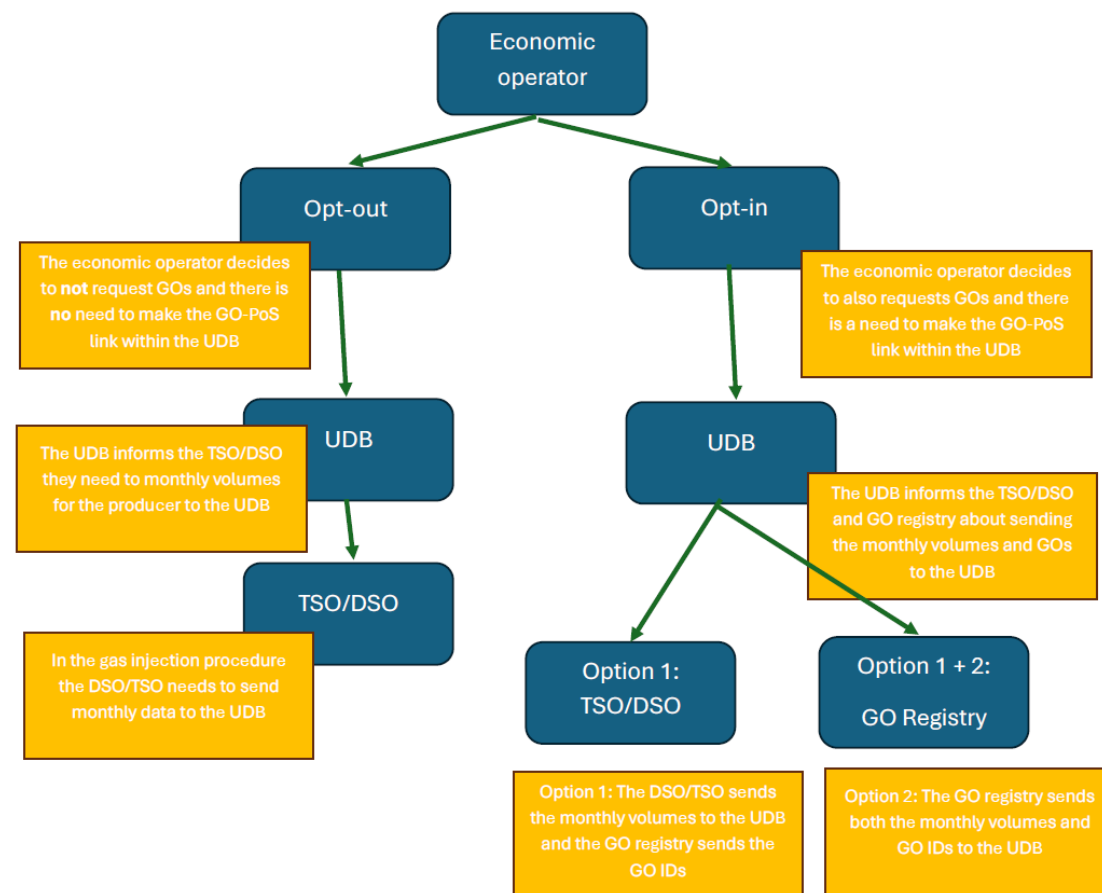 Economic
operator
Opt-out
Opt-in
The economic operator decides
to not request GOs and there is
no need to make the GO-PoS
link within the UDB
The economic operator decides
to also requests GOs and there
is a need to make the GO-PoS
link within the UDB
UDB
UDB
The UDB informs the TSO/DSO
they need to monthly volumes
for the producer to the UDB
The UDB informs the TSO/DSO
and GO registry about sending
the monthly volumes and GOs
to the UDB
TSO/DSO
In the gas injection procedure
the DSO/TSO needs to send
monthly data to the UDB
Option 1:
TSO/DSO
Option 1 + 2:
GO Registry
Option 1: The DSO/TSO sends
the monthly volumes to the UDB
and the GO registry sends the
GO IDs
Option 2: The GO registry sends
both the monthly volumes and
GO IDs to the UDB